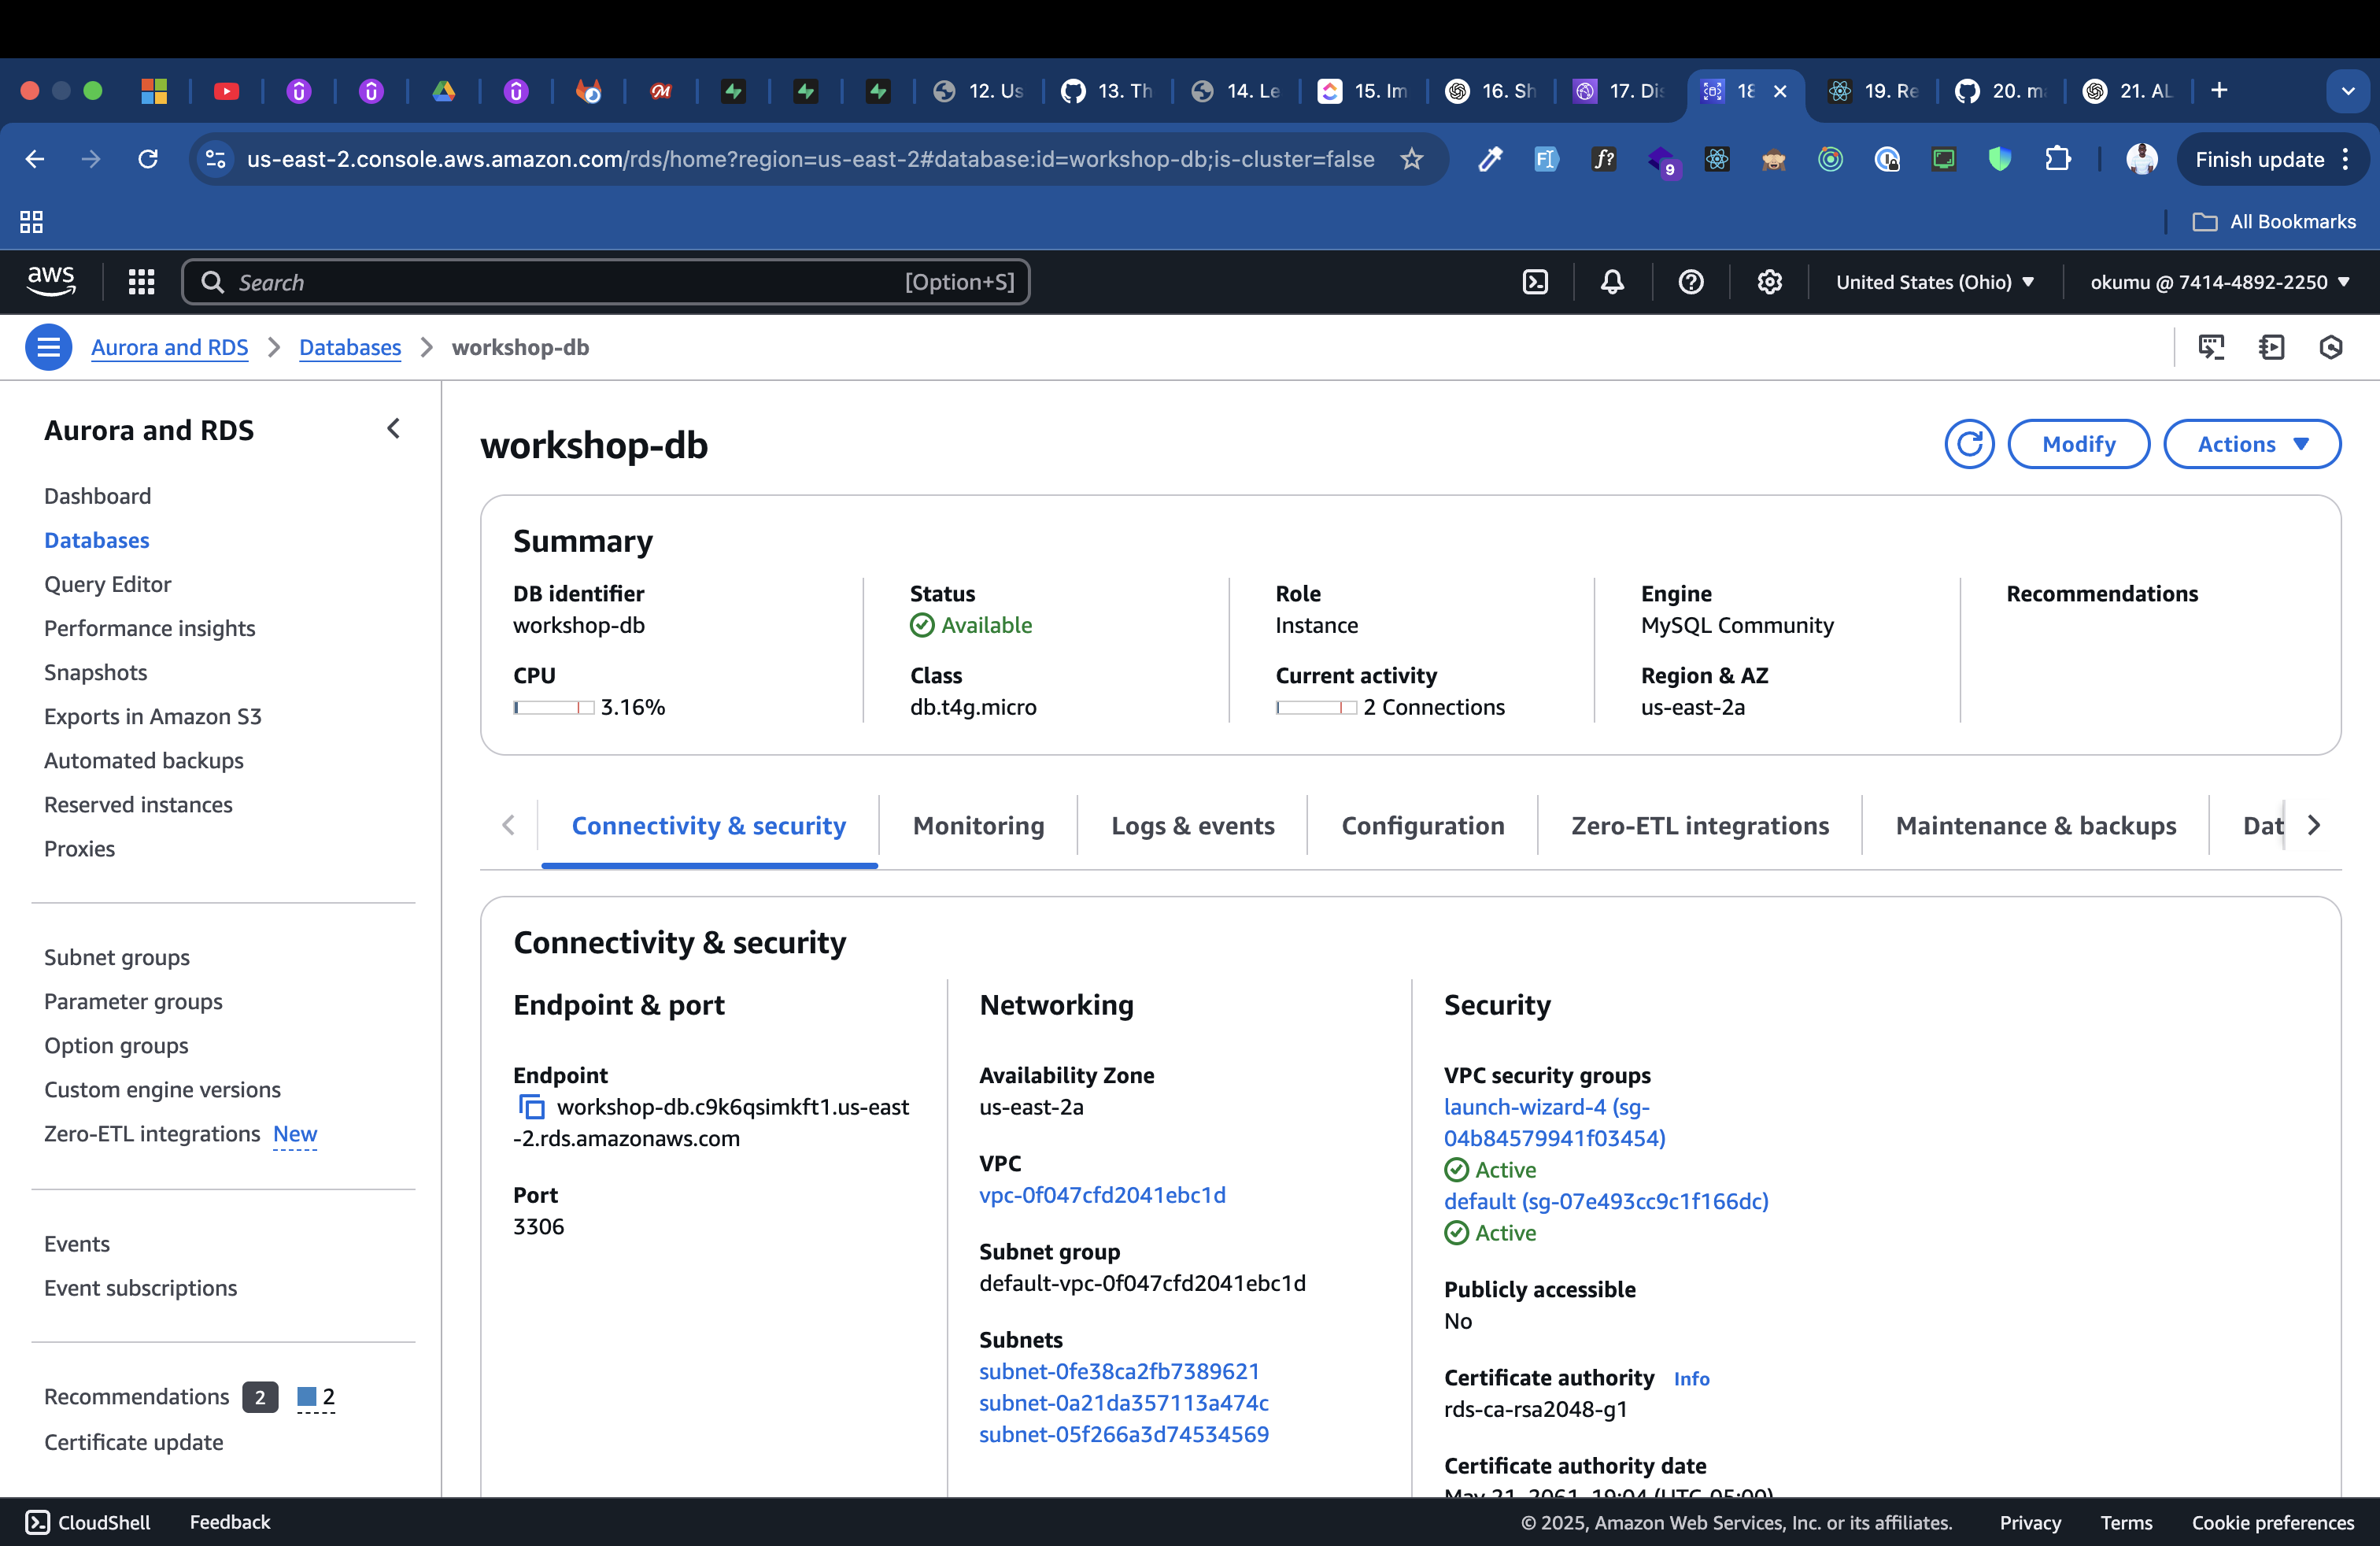 12. Us
13. Th
14. Le
15. Im
16. Sh
17. Di
18
19. Re
20. m
21. AL
us-east-2.console.aws.amazon.com/rds/home?region=us-east-2#database:id=workshop-db;is-cluster=false
9
Finish update
All Bookmarks
aws
Search
[Option+S]
United States (Ohio)
okumu @ 7414-4892-2250
Aurora and RDS
Databases
workshop-db
Aurora and RDS
Dashboard
Databases
Query Editor
Performance insights
Snapshots
Exports in Amazon S3
Automated backups
Reserved instances
Proxies
Subnet groups
Parameter groups
Option groups
Custom engine versions
Zero-ETL integrations New
Events
Event subscriptions
Recommendations 2 2
Certificate update
workshop-db
Modify
Actions
Summary
DB identifier
workshop-db
Status
Available
Role
Instance
Engine
MySQL Community
Recommendations
CPU
3.16%
Class
db.t4g.micro
Current activity
2 Connections
Region & AZ
us-east-2a
Connectivity & security
Monitoring
Logs & events
Configuration
Zero-ETL integrations
Maintenance & backups
Dat
Connectivity & security
Endpoint & port
Endpoint
workshop-db.c9k6qsimkft1.us-east
-2.rds.amazonaws.com
Port
3306
Networking
Availability Zone
us-east-2a
VPC
vpc-0f047cfd2041ebc1d
Subnet group
default-vpc-0f047cfd2041ebc1d
Subnets
subnet-0fe38ca2fb7389621
subnet-0a21da357113a474c
subnet-05f266a3d74534569
Security
VPC security groups
launch-wizard-4 (sg-
04b84579941f03454)
Active
default (sg-07e493cc9c1f166dc)
Active
Publicly accessible
No
Certificate authority Info
rds-ca-rsa2048-g1
Certificate authority date
May 21, 2061, 19:04 (UTC-05:00)
CloudShell
Feedback
© 2025, Amazon Web Services, Inc. or its affiliates.
Privacy
Terms
Cookie preferences